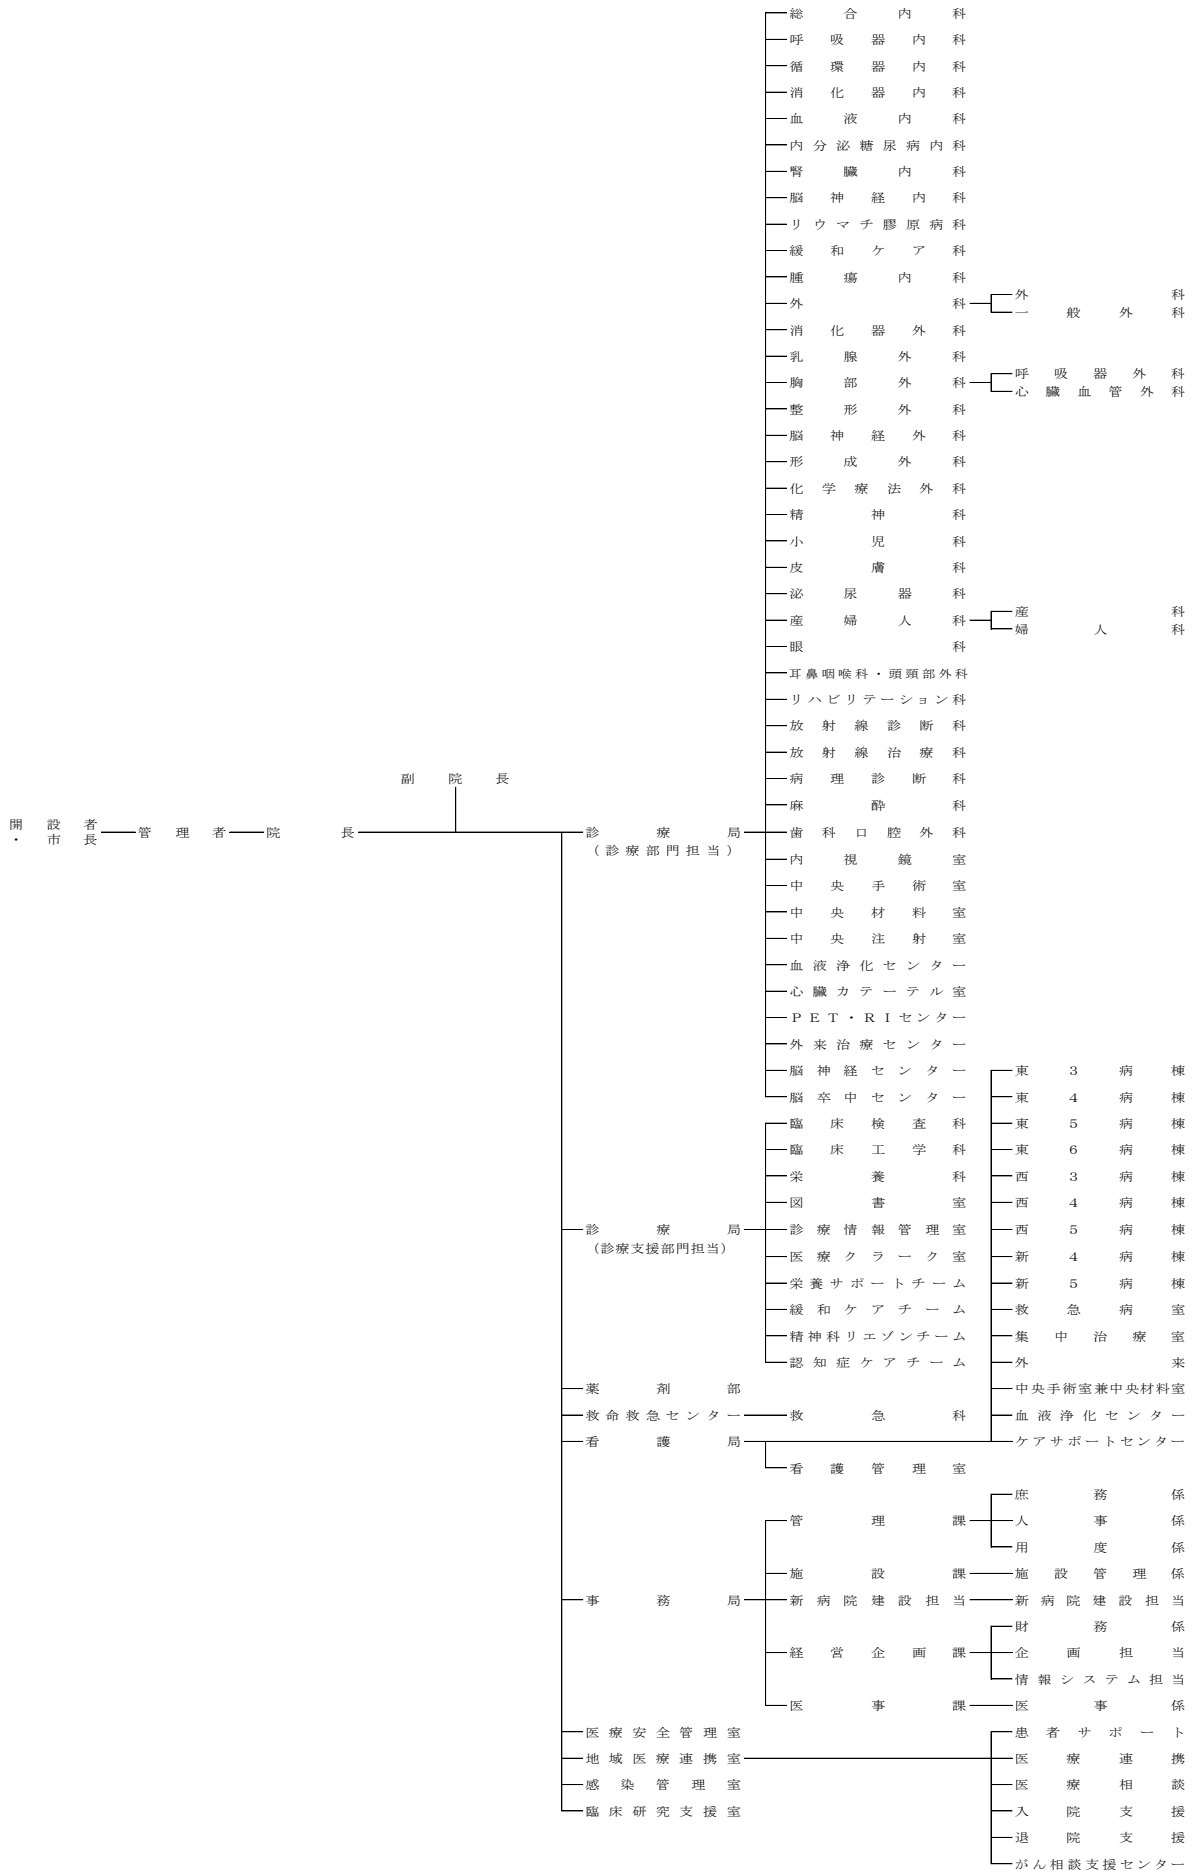 総合内科
呼吸器内科
循環器内科
消化器内科
血液内科
内分泌糖尿病内科
腎臓内科
脳神経内科
リウマチ膠原病科
緩和ケア科
腫瘍内科
外科
外科
一般外科
消化器外科
乳腺外科
胸部外科
呼吸器外科
心臓血管外科
整形外科
脳神経外科
形成外科
化学療法外科
精神科
小児科
皮膚科
泌尿器科
産婦人科
産科
婦人科
眼科
耳鼻咽喉科・頭頸部外科
リハビリテーション科
放射線診断科
放射線治療科
病理診断科
麻酔科
副院長
開設者
・市長
管理者
院長
診療局
(診療部門担当)
歯科口腔外科
内視鏡室
中央手術室
中央材料室
中央注射室
血液浄化センター
心臓カテーテル室
PET・RIセンター
外来治療センター
脳神経センター
脳卒中センター
診療局
(診療支援部門担当)
臨床検査科
臨床工学科
栄養科
図書室
診療情報管理室
医療クラーク室
栄養サポートチーム
緩和ケアチーム
精神科リエゾンチーム
認知症ケアチーム
薬剤部
救命救急センター
救急科
看護局
東3病棟
東4病棟
東5病棟
東6病棟
西3病棟
西4病棟
西5病棟
新4病棟
新5病棟
救急病室
集中治療室
外来
中央手術室兼中央材料室
血液浄化センター
ケアサポートセンター
看護管理室
事務局
管理課
庶務係
人事係
用度係
施設課
施設管理係
新病院建設担当
新病院建設担当
経営企画課
財務係
企画担当
情報システム担当
医事課
医事係
医療安全管理室
地域医療連携室
患者サポート
医療連携
医療相談
入院支援
退院支援
がん相談支援センター
感染管理室
臨床研究支援室